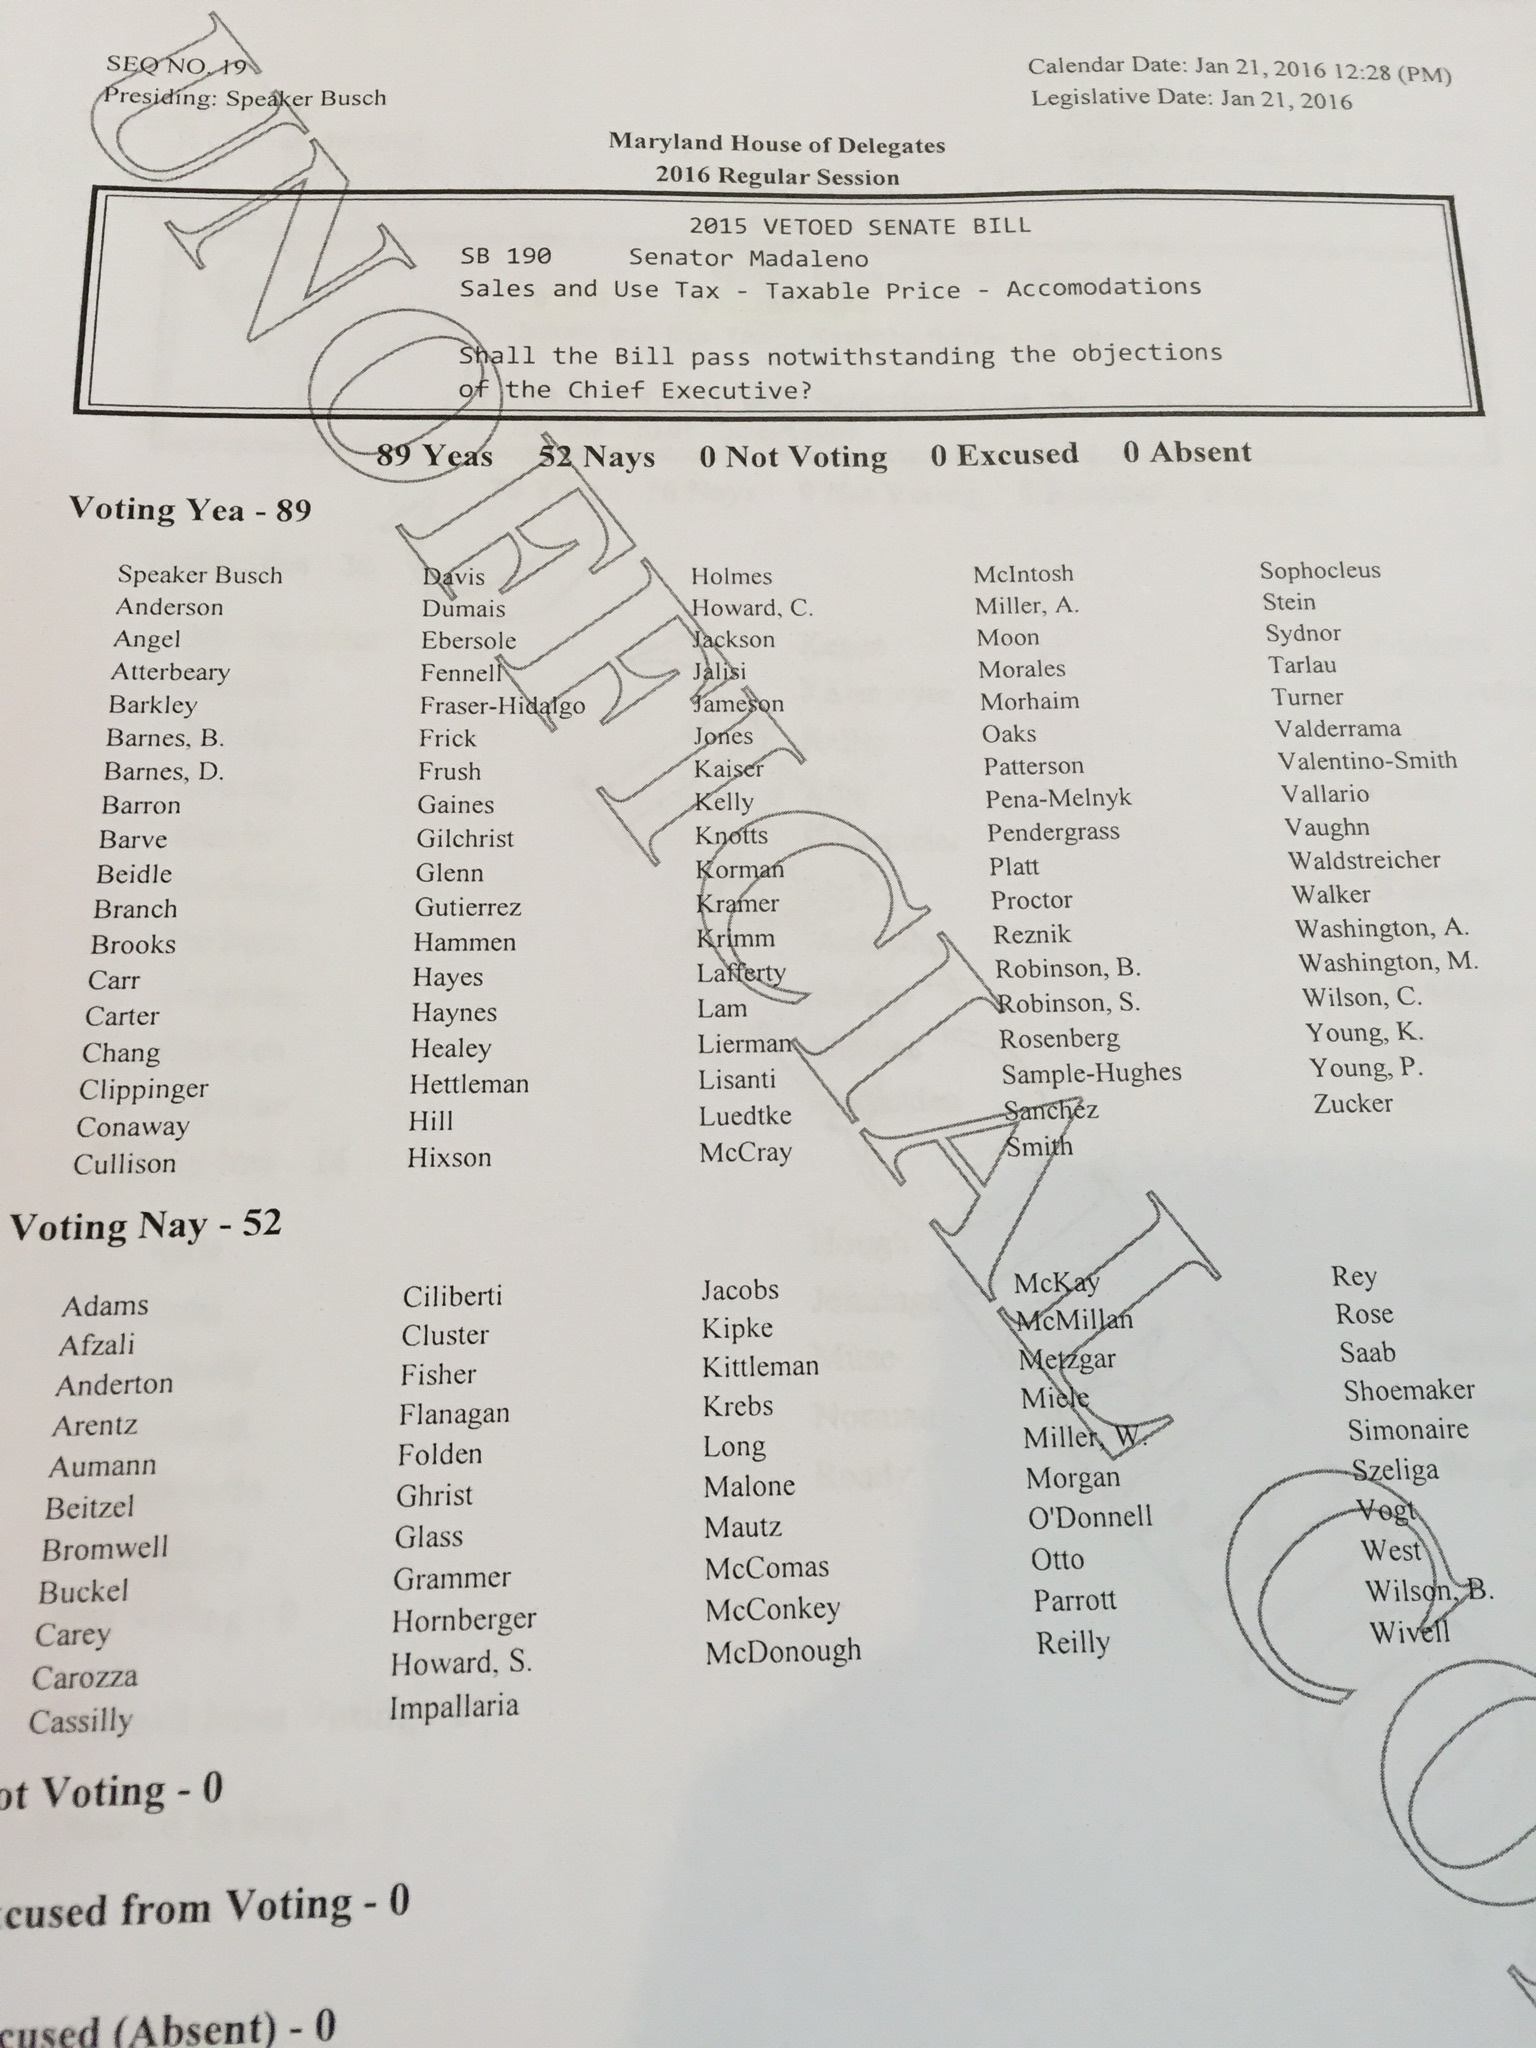 SEQ NO. 19
Presiding: Speaker Busch
Calendar Date: Jan 21, 2016 12:28 (PM)
Legislative Date: Jan 21, 2016
Maryland House of Delegates
2016 Regular Session
2015 VETOED SENATE BILL
SB 190 Senator Madaleno
Sales and Use Tax - Taxable Price - Accomodations
Shall the Bill pass notwithstanding the objections
of the Chief Executive?
89 Yeas 52 Nays 0 Not Voting 0 Excused 0 Absent
Voting Yea - 89
Speaker Busch Davis Holmes McIntosh Sophocleus
Anderson Dumais Howard, C. Miller, A. Stein
Angel Ebersole Jackson Moon Sydnor
Atterbeary Fennell Jalisi Morales Tarlau
Barkley Fraser-Hidalgo Jameson Morhaim Turner
Barnes, B. Frick Jones Oaks Valderrama
Barnes, D. Frush Kaiser Patterson Valentino-Smith
Barron Gaines Kelly Pena-Melnyk Vallario
Barve Gilchrist Knotts Pendergrass Vaughn
Beidle Glenn Korman Platt Waldstreicher
Branch Gutierrez Kramer Proctor Walker
Brooks Hammen Krimm Reznik Washington, A.
Carr Hayes Lafferty Robinson, B. Washington, M.
Carter Haynes Lam Robinson, S. Wilson, C.
Chang Healey Lierman Rosenberg Young, K.
Clippinger Hettleman Lisanti Sample-Hughes Young, P.
Conaway Hill Luedtke Sanchez Zucker
Cullison Hixson McCray Smith
Voting Nay - 52
Adams Ciliberti Jacobs McKay Rey
Afzali Cluster Kipke McMillan Rose
Anderton Fisher Kittleman Metzgar Saab
Arentz Flanagan Krebs Miele Shoemaker
Aumann Folden Long Miller, W. Simonaire
Beitzel Ghrist Malone Morgan Szeliga
Bromwell Glass Mautz O'Donnell Vogt
Buckel Grammer McComas Otto West
Carey Hornberger McConkey Parrott Wilson, B.
Carozza Howard, S. McDonough Reilly Wivell
Cassilly Impallaria
ot Voting - 0
cused from Voting - 0
cused (Absent) - 0
UNOFFICIAL CO